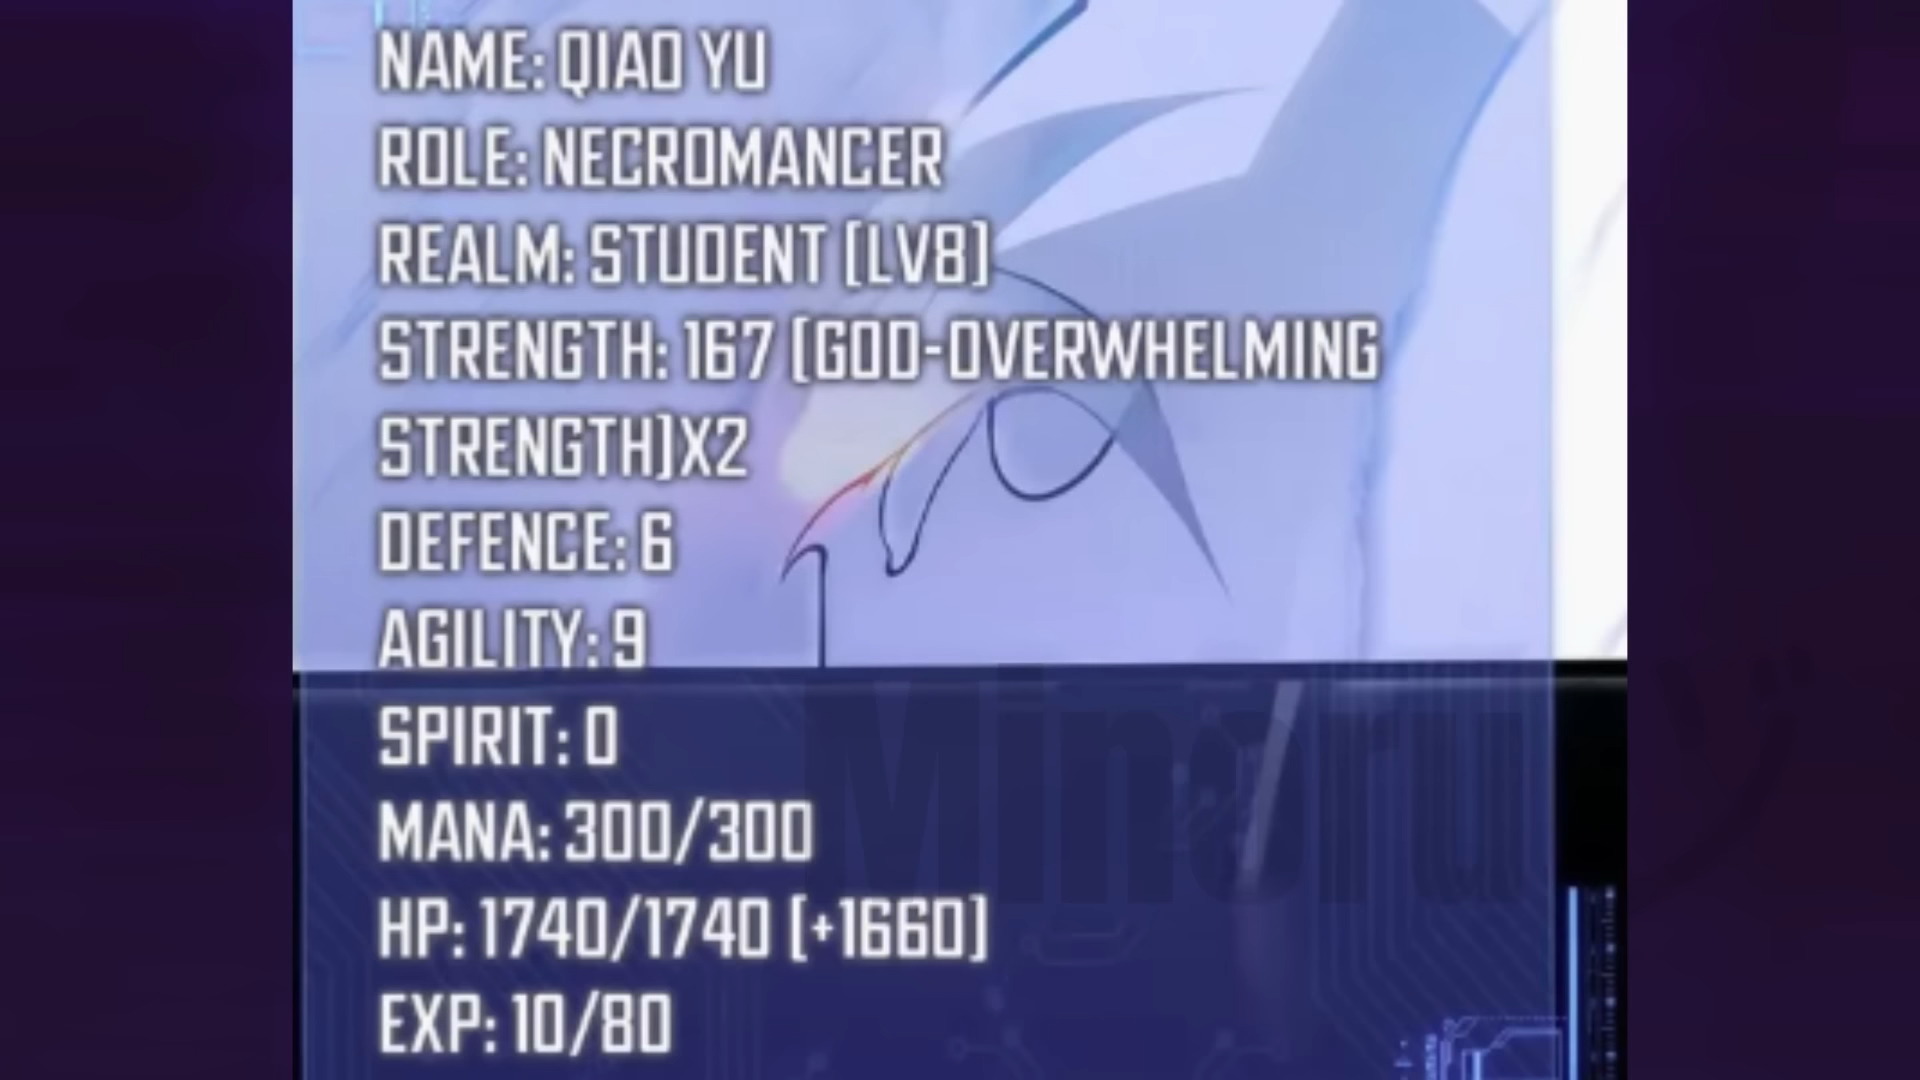 NAME: QIAO YU
ROLE: NECROMANCER
REALM: STUDENT [LV8]
STRENGTH: 167 [GOD-OVERWHELMING
STRENGTH]X2
DEFENCE: 6
AGILITY: 9
SPIRIT: 0
MANA: 300/300
HP: 1740/1740 [+1660]
EXP: 10/80
Minoru